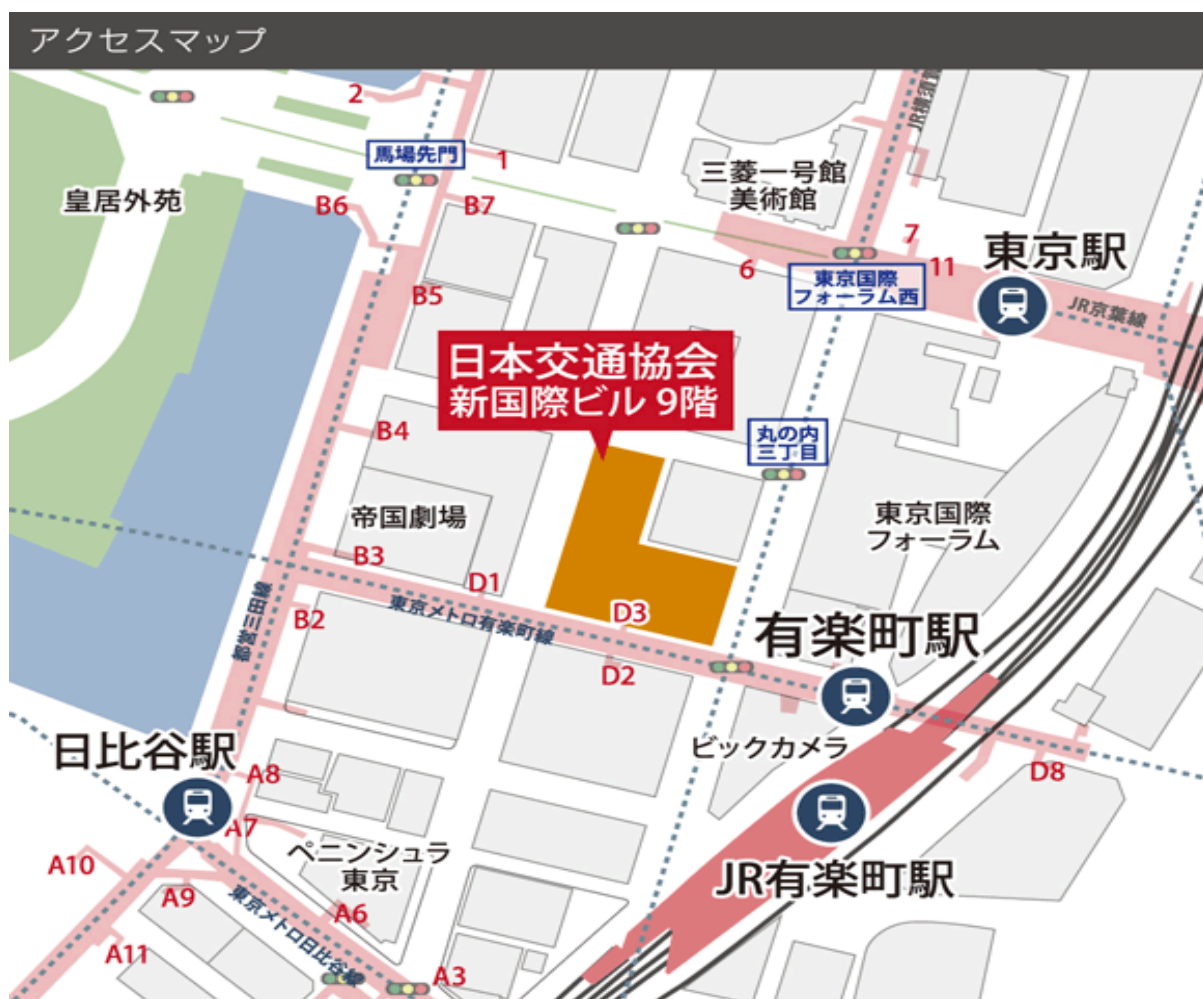 アクセスマップ
2
JR横須賀
馬場先門
1
三菱一号館
美術館
皇居外苑
B6
B7
7
東京駅
6
11
東京国際
フォーラム西
B5
JR京葉線
日本交通協会
新国際ビル 9階
B4
丸の内
三丁目
帝国劇場
東京国際
フォーラム
B3
D1
東京メトロ有楽町線
D3
都営三田線
B2
有楽町駅
D2
日比谷駅
ビックカメラ
A8
D8
A7
ペニンシュラ
東京
A10
JR有楽町駅
A9
東京メトロ日比谷線
A6
A11
A3